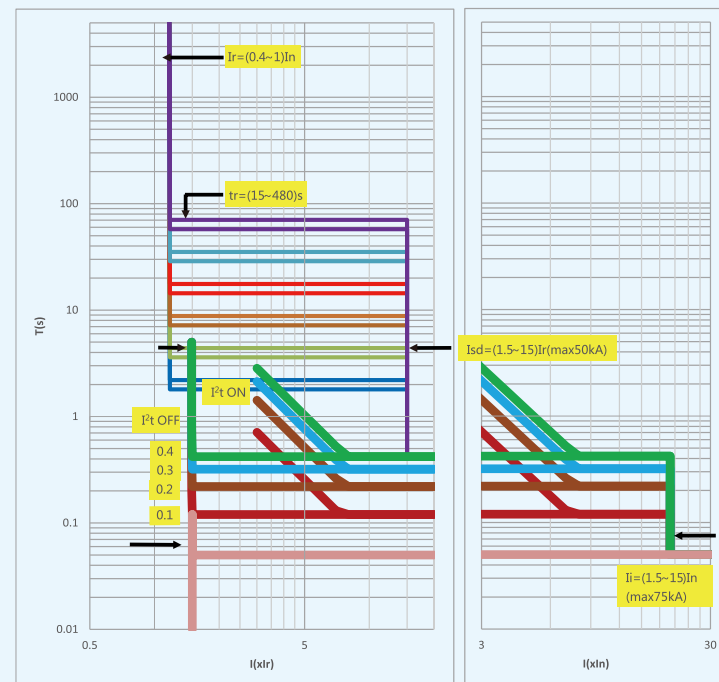 Ir=(0.4~1)In
1000
tr=(15~480)s
100
10
T(s)
Isd=(1.5~15)Ir(max50kA)
I²t ON
1
I²t OFF
0.4
0.3
0.2
0.1
0.1
Ii=(1.5~15)In
(max75kA)
0.01
0.5
5
I(xIr)
3
30
I(xIn)